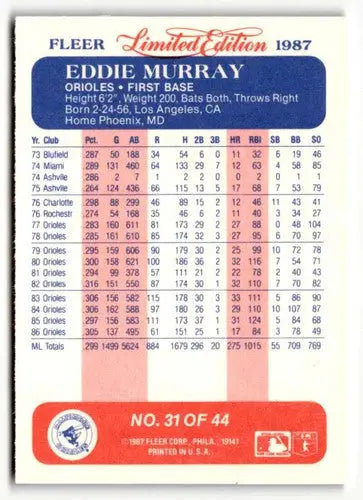 FLEER Limited Edition 1987
EDDIE MURRAY
ORIOLES • FIRST BASE
Height 6'2", Weight 200, Bats Both, Throws Right
Born 2-24-56, Los Angeles, CA
Home Phoenix, MD
Yr. Club Pct. G AB R H 2B 3B HR RBI SB BB SO
73 Blufield .287 50 188 34 54 6 0 11 32 6 19 46
74 Miami .289 131 460 64 133 29 7 12 63 4 58 85
74 Ashville .286 2 7 1 2 2 0 0 2
75 Ashville .264 124 436 66 115 13 5 17 68 7 53 79
76 Charlotte .298 88 299 46 89 15 2 12 46 11 43 41
76 Rochestr .274 54 168 35 46 6 2 11 40 3 34 27
77 Orioles .283 160 611 81 173 29 2 27 88 0 48 104
78 Orioles .285 161 610 85 174 32 3 27 95 6 70 97
79 Orioles .295 159 606 90 179 30 2 25 99 10 72 78
80 Orioles .300 158 621 100 186 36 2 32 116 7 54 71
81 Orioles .294 99 378 57 111 21 2 22 78 2 40 43
82 Orioles .316 151 550 87 174 30 1 32 110 7 70 82
83 Orioles .306 156 582 115 178 30 3 33 111 5 86 90
84 Orioles .306 162 588 97 180 26 3 29 110 10 107 87
85 Orioles .297 156 583 111 173 37 1 31 124 5 84 68
86 Orioles .305 137 495 61 151 25 1 17 84 3 78 49
ML Totals .299 1499 5624 884 1679 296 20 275 1015 55 709 769
NO. 31 OF 44
©1987 FLEER CORP., PHILA., 19141
PRINTED IN U.S.A.